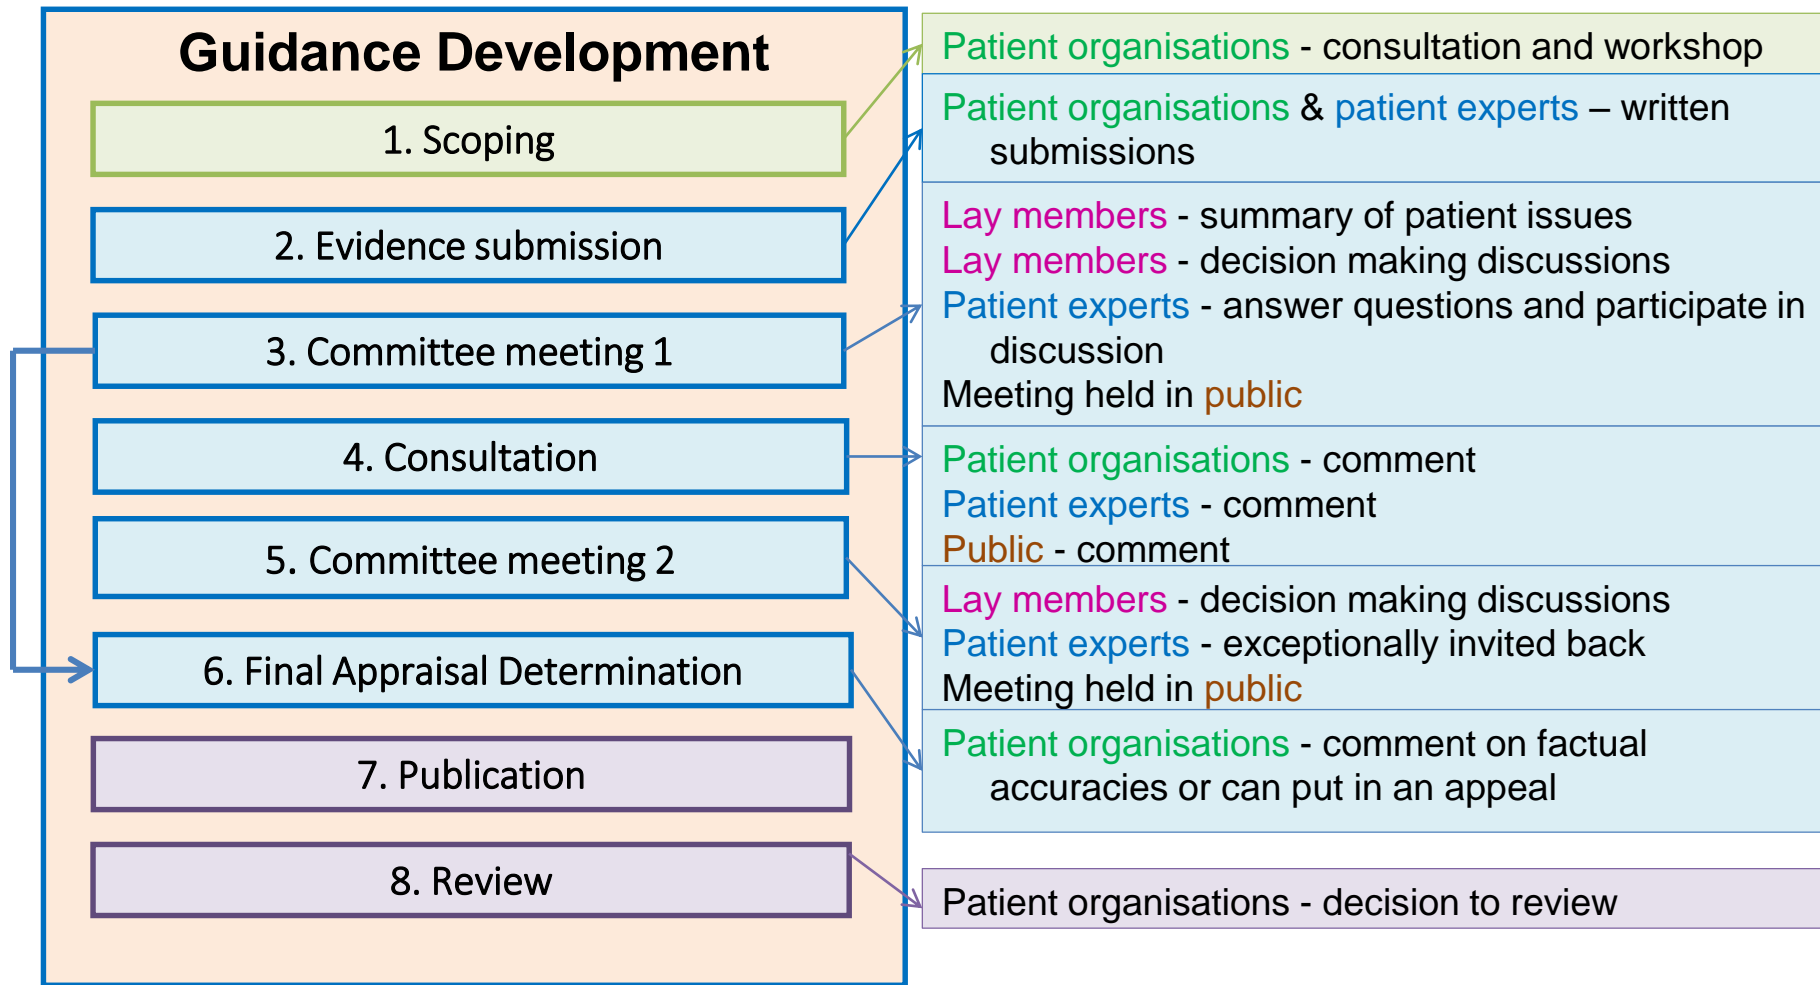 Guidance Development
1. Scoping
2. Evidence submission
3. Committee meeting 1
4. Consultation
5. Committee meeting 2
6. Final Appraisal Determination
7. Publication
8. Review
Patient organisations - consultation and workshop
Patient organisations & patient experts – written
submissions
Lay members - summary of patient issues
Lay members - decision making discussions
Patient experts - answer questions and participate in
discussion
Meeting held in public
Patient organisations - comment
Patient experts - comment
Public - comment
Lay members - decision making discussions
Patient experts - exceptionally invited back
Meeting held in public
Patient organisations - comment on factual
accuracies or can put in an appeal
Patient organisations - decision to review